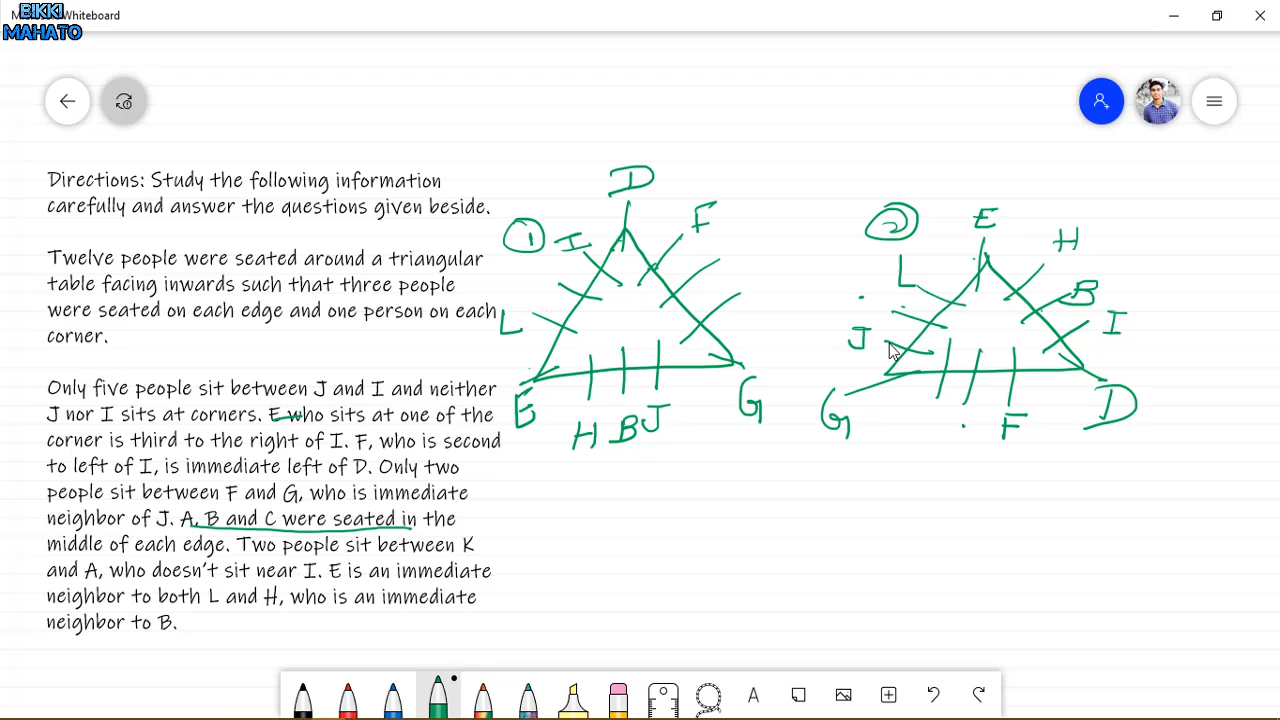 BIKKI
MAHATO
Whiteboard
Directions: Study the following information
carefully and answer the questions given beside.
Twelve people were seated around a triangular
table facing inwards such that three people
were seated on each edge and one person on each
corner.
Only five people sit between J and I and neither
J nor I sits at corners. E who sits at one of the
corner is third to the right of I. F, who is second
to left of I, is immediate left of D. Only two
people sit between F and G, who is immediate
neighbor of J. A, B and C were seated in the
middle of each edge. Two people sit between K
and A, who doesn't sit near I. E is an immediate
neighbor to both L and H, who is an immediate
neighbor to B.
1
D
I
F
L
E
H
B
J
G
2
E
L
H
B
J
I
G
F
D
A